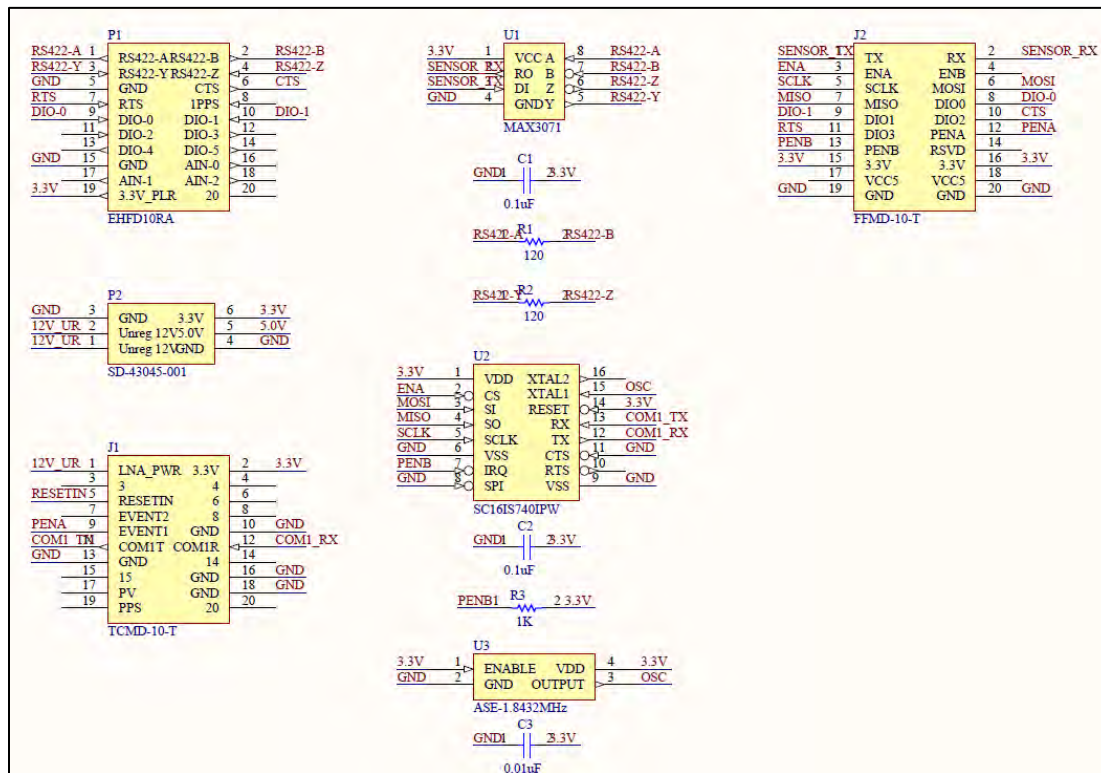 P1
RS422-A 1 RS422-A RS422-B 2 RS422-B
RS422-Y 3 RS422-Y RS422-Z 4 RS422-Z
GND 5 GND CTS 6 CTS
RTS 7 RTS 1PPS 8
DIO-0 9 DIO-0 DIO-1 10 DIO-1
11 DIO-2 DIO-3 12
13 DIO-4 DIO-5 14
GND 15 GND AIN-0 16
17 AIN-1 AIN-2 18
3.3V 19 3.3V_PLR 20 20
EHFD10RA
U1
3.3V 1 VCC A 8 RS422-A
SENSOR_RX 2 RO B 7 RS422-B
SENSOR_TX 3 DI Z 6 RS422-Z
GND 4 GND Y 5 RS422-Y
MAX3071
J2
SENSOR_TX 1 TX RX 2 SENSOR_RX
ENA 3 ENA ENB 4
SCLK 5 SCLK MOSI 6 MOSI
MISO 7 MISO DIO0 8 DIO-0
DIO-1 9 DIO1 DIO2 10 CTS
RTS 11 DIO3 PENA 12 PENA
PENB 13 PENB RSVD 14
3.3V 15 3.3V 3.3V 16 3.3V
17 VCC5 VCC5 18
GND 19 GND GND 20 GND
FFMD-10-T
C1
GND 1 2 3.3V
0.1uF
R1
RS422-A 1 2 RS422-B
120
R2
RS422-Y 1 2 RS422-Z
120
P2
GND 3 GND 3.3V 6 3.3V
12V_UR 2 Unreg 12V 5.0V 5 5.0V
12V_UR 1 Unreg 12V GND 4 GND
SD-43045-001
U2
3.3V 1 VDD XTAL2 16
ENA 2 CS XTAL1 15 OSC
MOSI 3 SI RESET 14 3.3V
MISO 4 SO RX 13 COM1_TX
SCLK 5 SCLK TX 12 COM1_RX
GND 6 VSS CTS 11 GND
PENB 7 IRQ RTS 10
GND 8 SPI VSS 9 GND
SC16IS740IPW
J1
12V_UR 1 LNA_PWR 3.3V 2 3.3V
3 3 4 4
RESETIN 5 RESETIN 6 6
7 EVENT2 8 8
PENA 9 EVENT1 GND 10 GND
COM1_TX 11 COM1T COM1R 12 COM1_RX
GND 13 GND 14 14
15 15 GND 16 GND
17 PV GND 18 GND
19 PPS 20 20
TCMD-10-T
C2
GND 1 2 3.3V
0.1uF
R3
PENB 1 2 3.3V
1K
U3
3.3V 1 ENABLE VDD 4 3.3V
GND 2 GND OUTPUT 3 OSC
ASE-1.8432MHz
C3
GND 1 2 3.3V
0.01uF